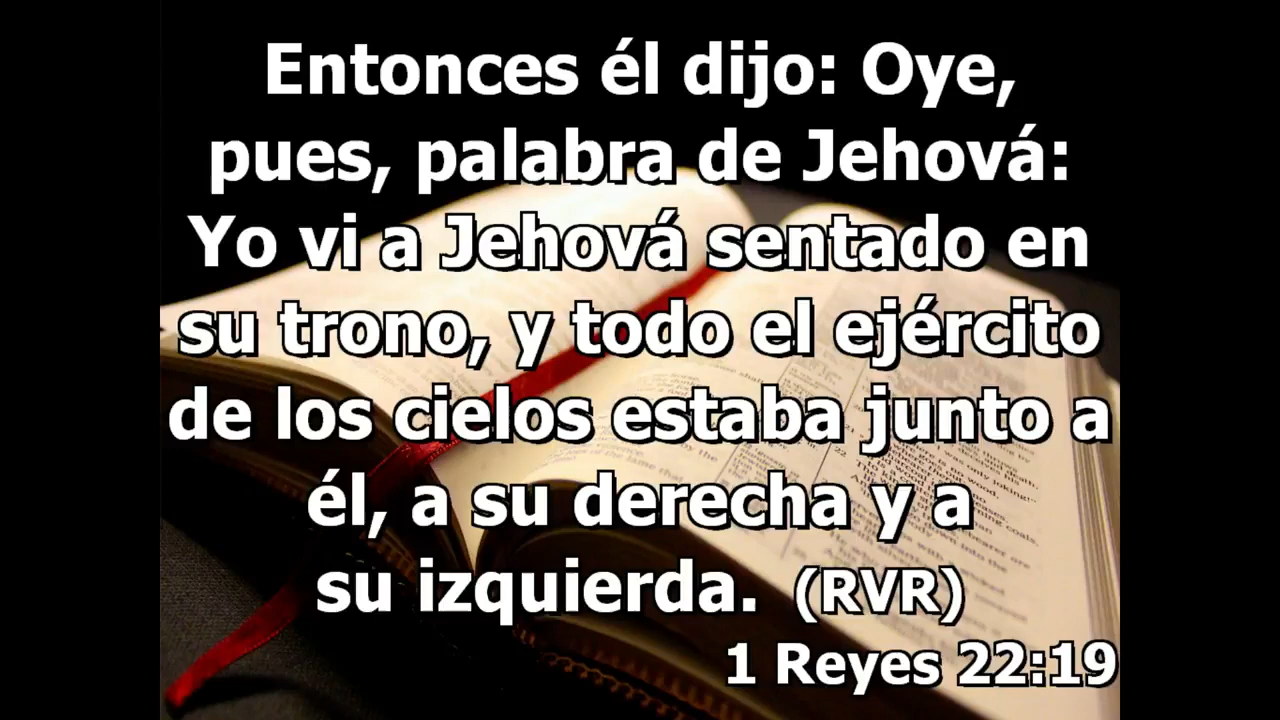 Entonces él dijo: Oye,
pues, palabra de Jehová:
Yo vi a Jehová sentado en
su trono, y todo el ejército
de los cielos estaba junto a
él, a su derecha y a
su izquierda. (RVR)
1 Reyes 22:19